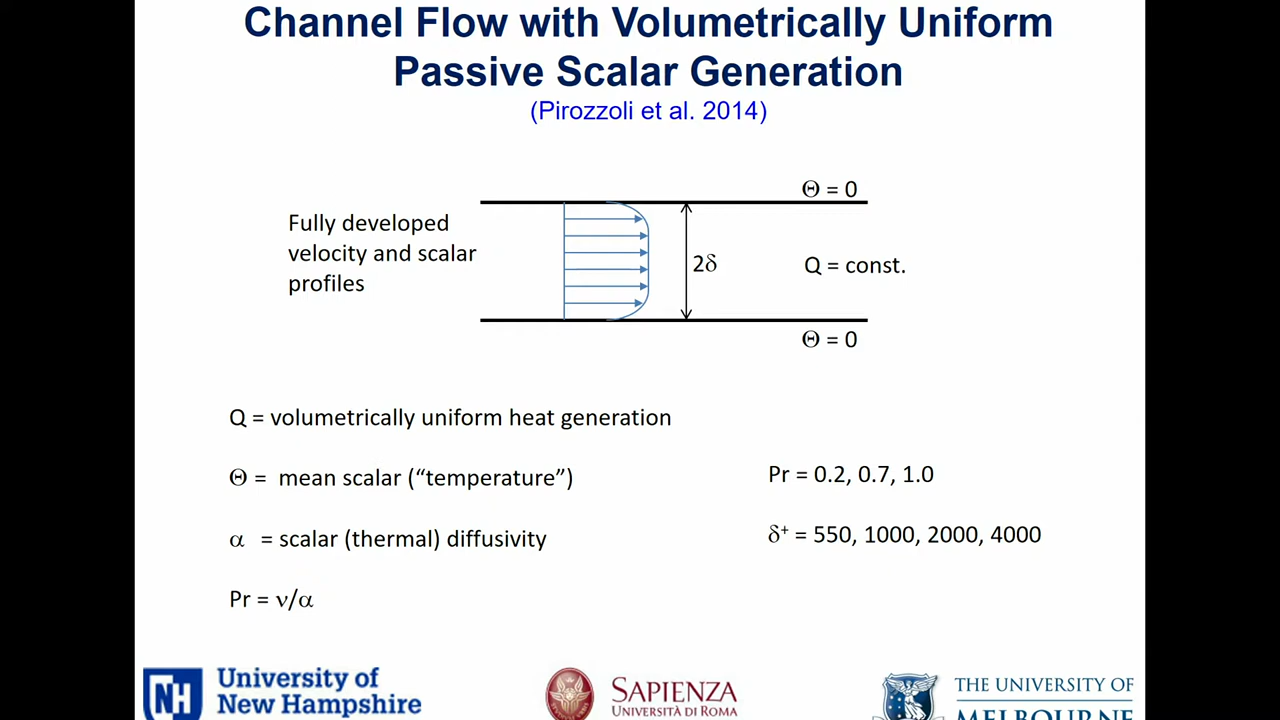 Channel Flow with Volumetrically Uniform
Passive Scalar Generation
(Pirozzoli et al. 2014)
Θ = 0
Fully developed
velocity and scalar
profiles
2δ
Q = const.
Θ = 0
Q = volumetrically uniform heat generation
Θ = mean scalar (“temperature”)
α = scalar (thermal) diffusivity
Pr = ν/α
Pr = 0.2, 0.7, 1.0
δ⁺ = 550, 1000, 2000, 4000
NH
University of
New Hampshire
SAPIENZA
UNIVERSITÀ DI ROMA
THE UNIVERSITY OF
MELBOURNE